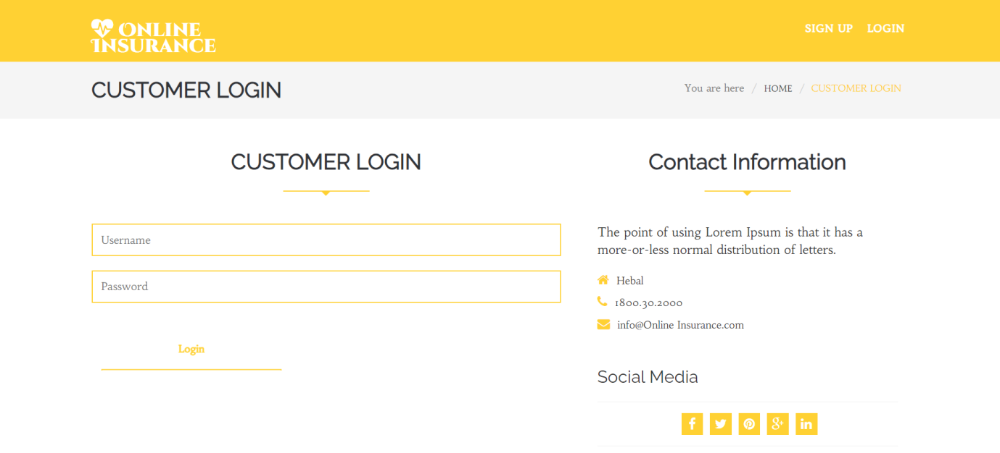 Online
Insurance
SIGN UP LOGIN
CUSTOMER LOGIN
You are here / HOME / CUSTOMER LOGIN
CUSTOMER LOGIN
Username
Password
Login
Contact Information
The point of using Lorem Ipsum is that it has a
more-or-less normal distribution of letters.
Hebal
1800.30.2000
info@Online Insurance.com
Social Media